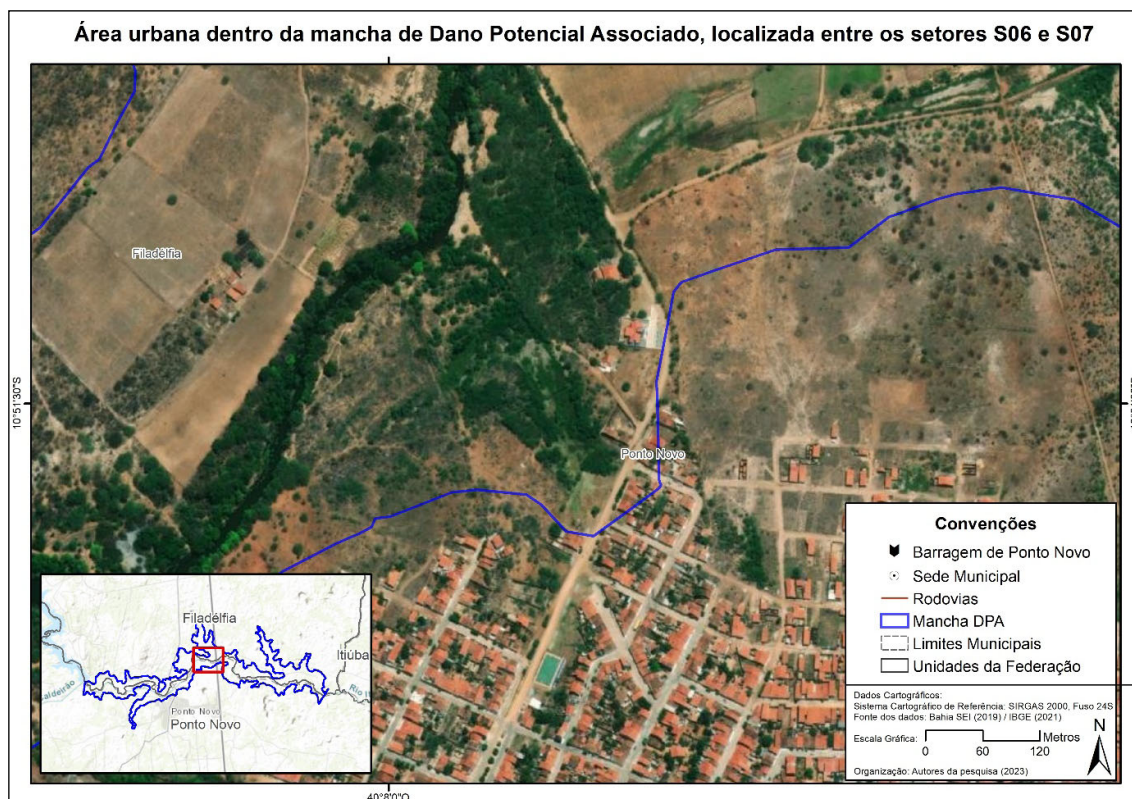 Área urbana dentro da mancha de Dano Potencial Associado, localizada entre os setores S06 e S07
Filadélfia
10°51'30"S
Ponto Novo
Convenções
Barragem de Ponto Novo
Sede Municipal
Rodovias
Mancha DPA
Limites Municipais
Unidades da Federação
Dados Cartográficos:
Sistema Cartográfico de Referência: SIRGAS 2000, Fuso 24S
Fonte dos dados: Bahia SEI (2019) / IBGE (2021)
Escala Gráfica:
0 60 120 Metros
N
Organização: Autores da pesquisa (2023)
Filadélfia
Itiúba
Ponto Novo
Ponto Novo
40°8'0"O